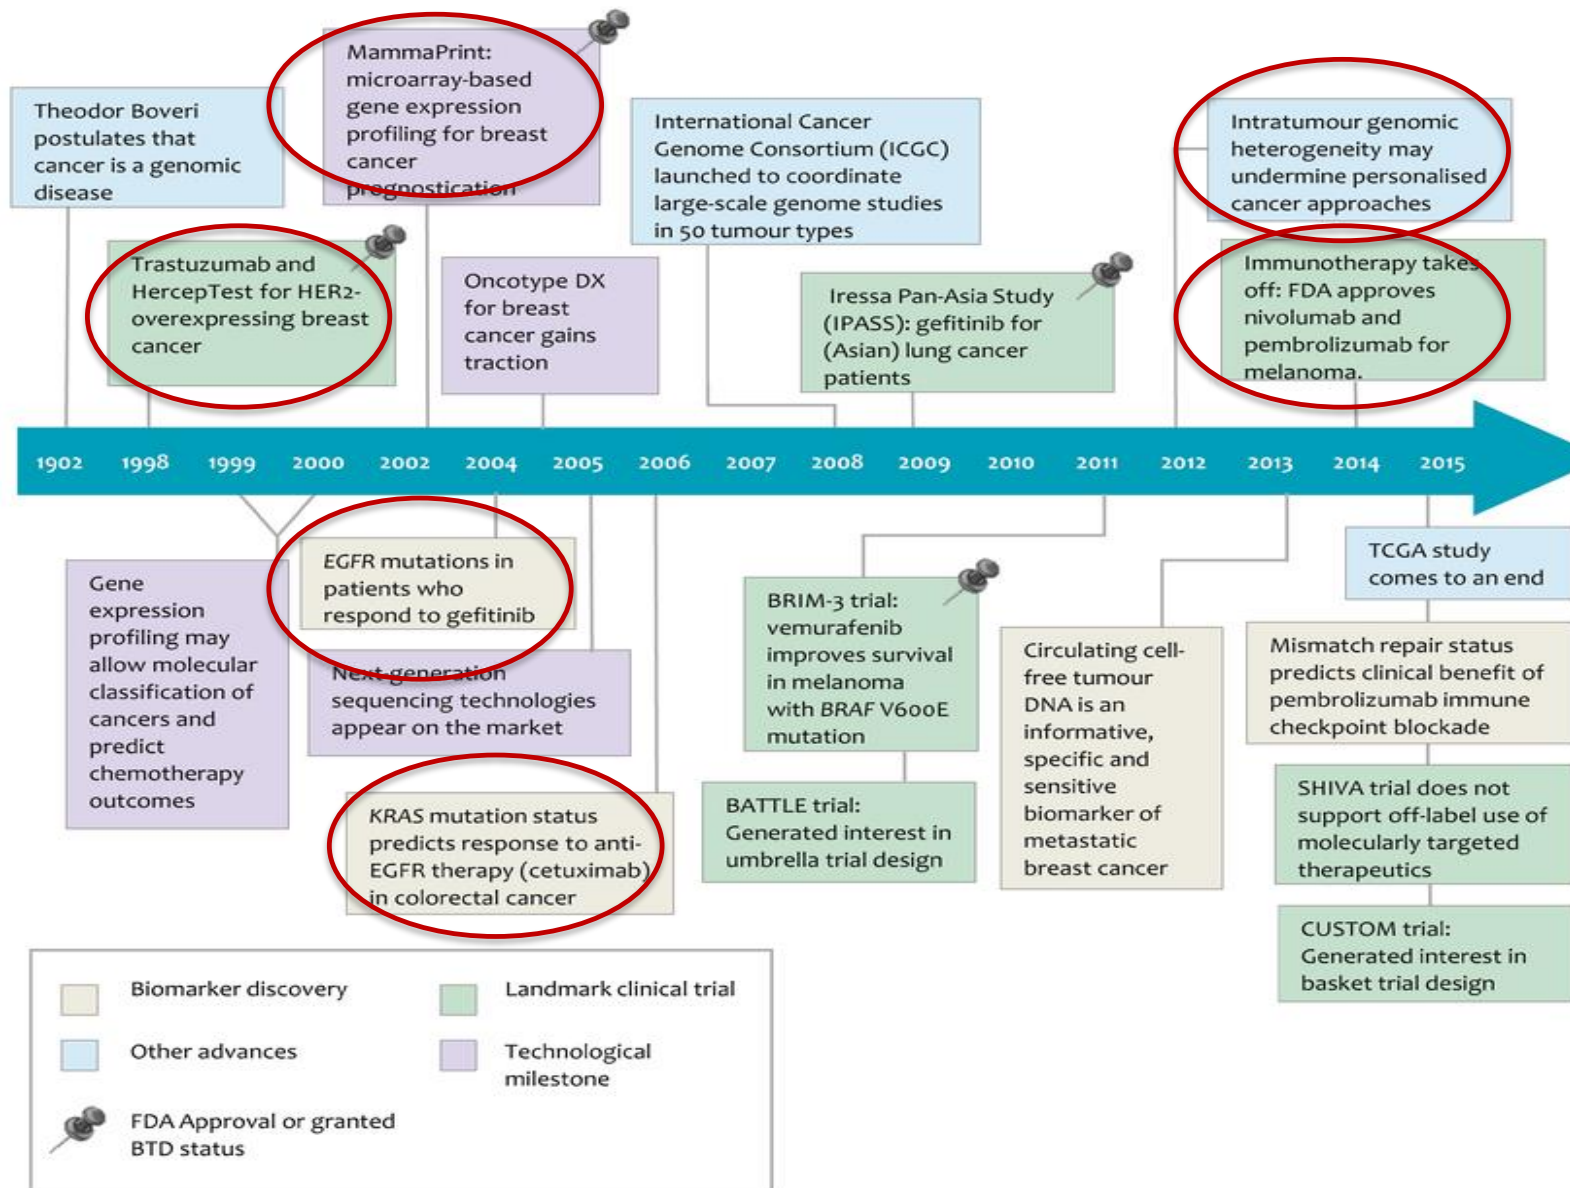 Theodor Boveri
postulates that
cancer is a genomic
disease
MammaPrint:
microarray-based
gene expression
profiling for breast
cancer
prognostication
International Cancer
Genome Consortium (ICGC)
launched to coordinate
large-scale genome studies
in 50 tumour types
Intratumour genomic
heterogeneity may
undermine personalised
cancer approaches
Trastuzumab and
HercepTest for HER2-
overexpressing breast
cancer
Oncotype DX
for breast
cancer gains
traction
Iressa Pan-Asia Study
(IPASS): gefitinib for
(Asian) lung cancer
patients
Immunotherapy takes
off: FDA approves
nivolumab and
pembrolizumab for
melanoma.
1902 1998 1999 2000 2002 2004 2005 2006 2007 2008 2009 2010 2011 2012 2013 2014 2015
Gene
expression
profiling may
allow molecular
classification of
cancers and
predict
chemotherapy
outcomes
EGFR mutations in
patients who
respond to gefitinib
Next-generation
sequencing technologies
appear on the market
KRAS mutation status
predicts response to anti-
EGFR therapy (cetuximab)
in colorectal cancer
BRIM-3 trial:
vemurafenib
improves survival
in melanoma
with BRAF V600E
mutation
BATTLE trial:
Generated interest in
umbrella trial design
Circulating cell-
free tumour
DNA is an
informative,
specific and
sensitive
biomarker of
metastatic
breast cancer
TCGA study
comes to an end
Mismatch repair status
predicts clinical benefit of
pembrolizumab immune
checkpoint blockade
SHIVA trial does not
support off-label use of
molecularly targeted
therapeutics
CUSTOM trial:
Generated interest in
basket trial design
Biomarker discovery
Landmark clinical trial
Other advances
Technological
milestone
FDA Approval or granted
BTD status